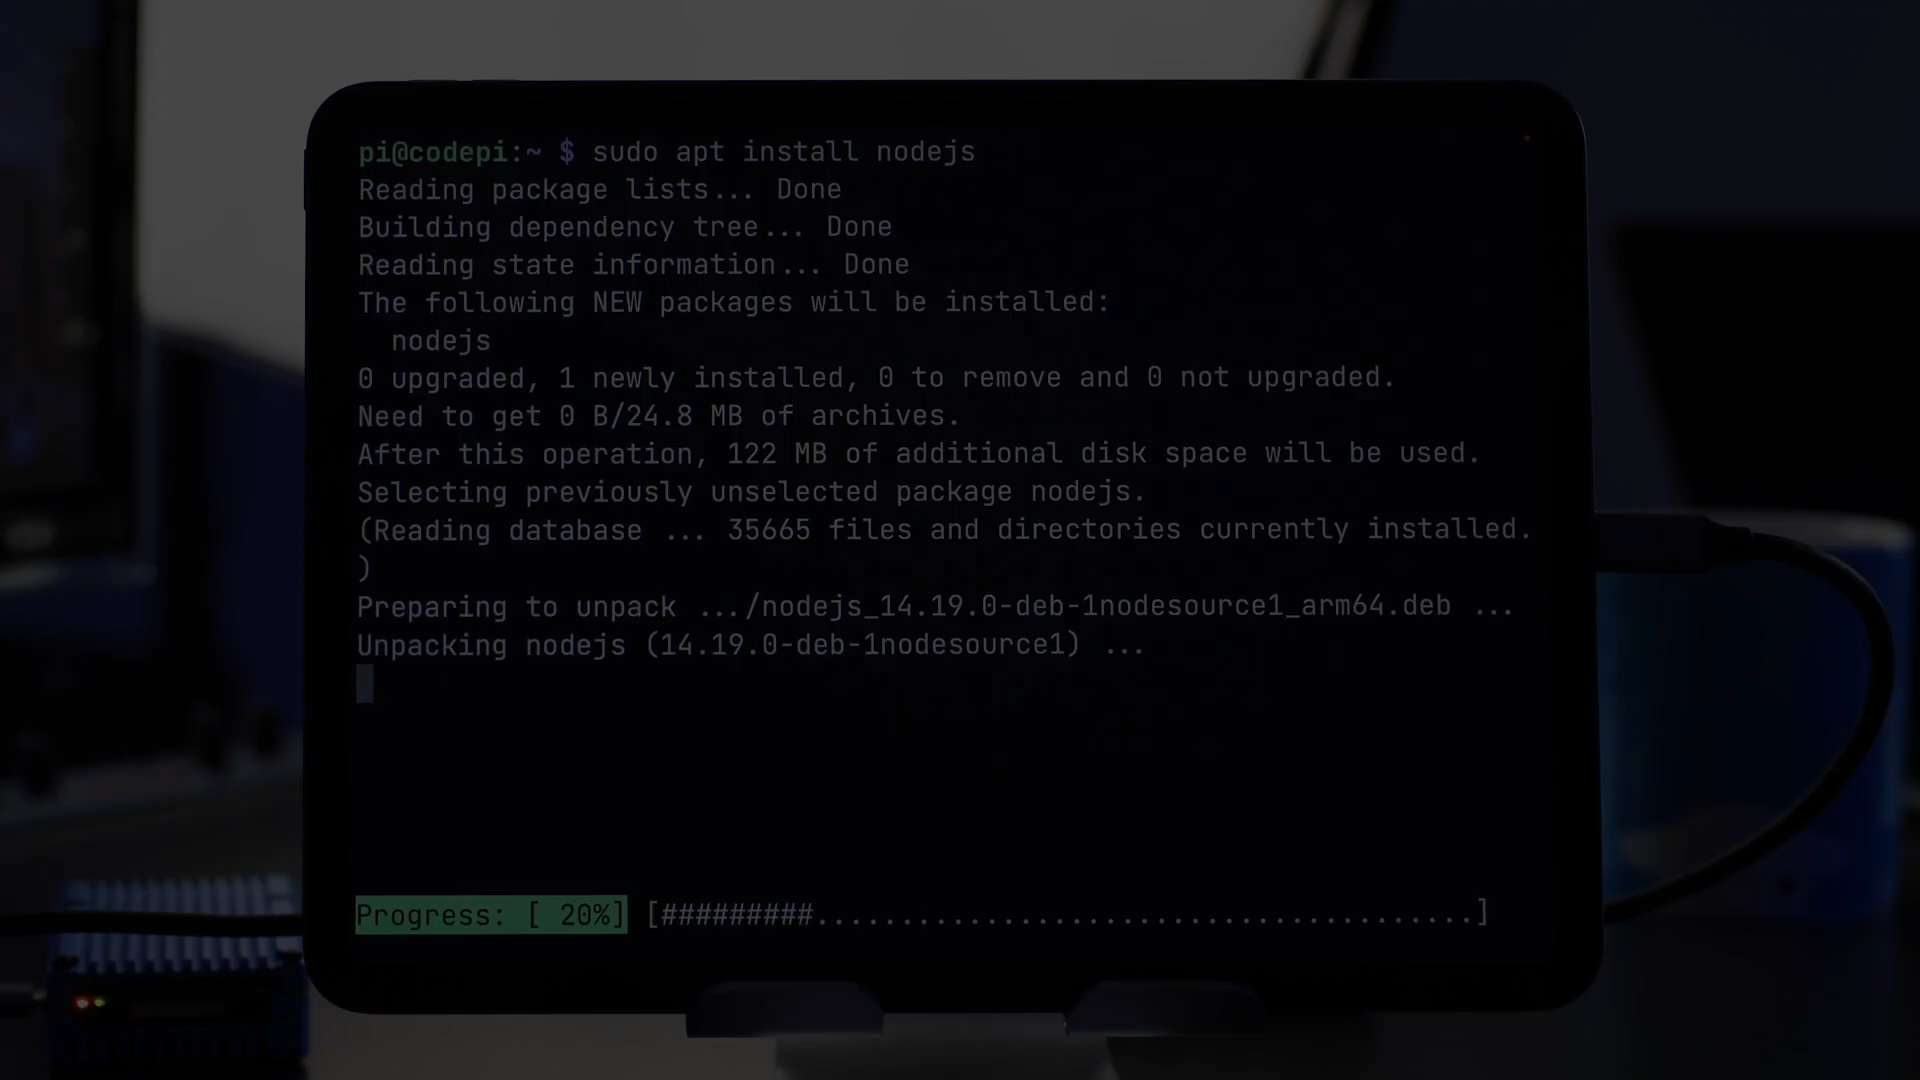 pi@codepi:~ $ sudo apt install nodejs
Reading package lists... Done
Building dependency tree... Done
Reading state information... Done
The following NEW packages will be installed:
  nodejs
0 upgraded, 1 newly installed, 0 to remove and 0 not upgraded.
Need to get 0 B/24.8 MB of archives.
After this operation, 122 MB of additional disk space will be used.
Selecting previously unselected package nodejs.
(Reading database ... 35665 files and directories currently installed.
)
Preparing to unpack .../nodejs_14.19.0-deb-1nodesource1_arm64.deb ...
Unpacking nodejs (14.19.0-deb-1nodesource1) ...
Progress: [ 20%] [#########.......................................]